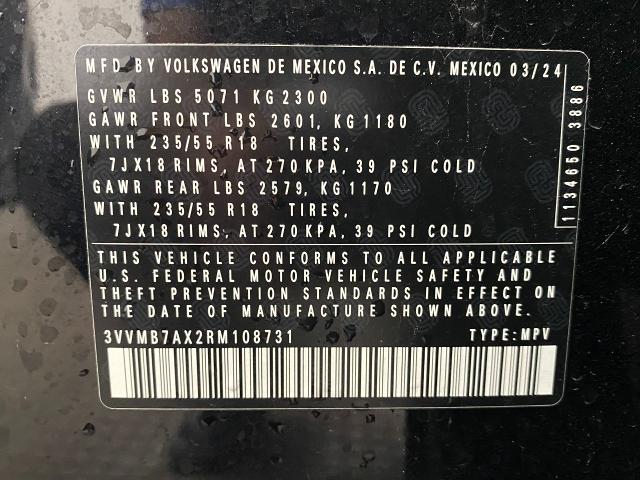 MFD BY VOLKSWAGEN DE MEXICO S.A. DE C.V. MEXICO 03/24
GVWR LBS 5071 KG 2300
GAWR FRONT LBS 2601, KG 1180
WITH 235/55 R18 TIRES,
7JX18 RIMS, AT 270 KPA, 39 PSI COLD
GAWR REAR LBS 2579, KG 1170
WITH 235/55 R18 TIRES,
7JX18 RIMS, AT 270 KPA, 39 PSI COLD
THIS VEHICLE CONFORMS TO ALL APPLICABLE
U.S. FEDERAL MOTOR VEHICLE SAFETY AND
THEFT PREVENTION STANDARDS IN EFFECT ON
THE DATE OF MANUFACTURE SHOWN ABOVE.
3VVMB7AX2RM108731 TYPE: MPV
1134650 3886